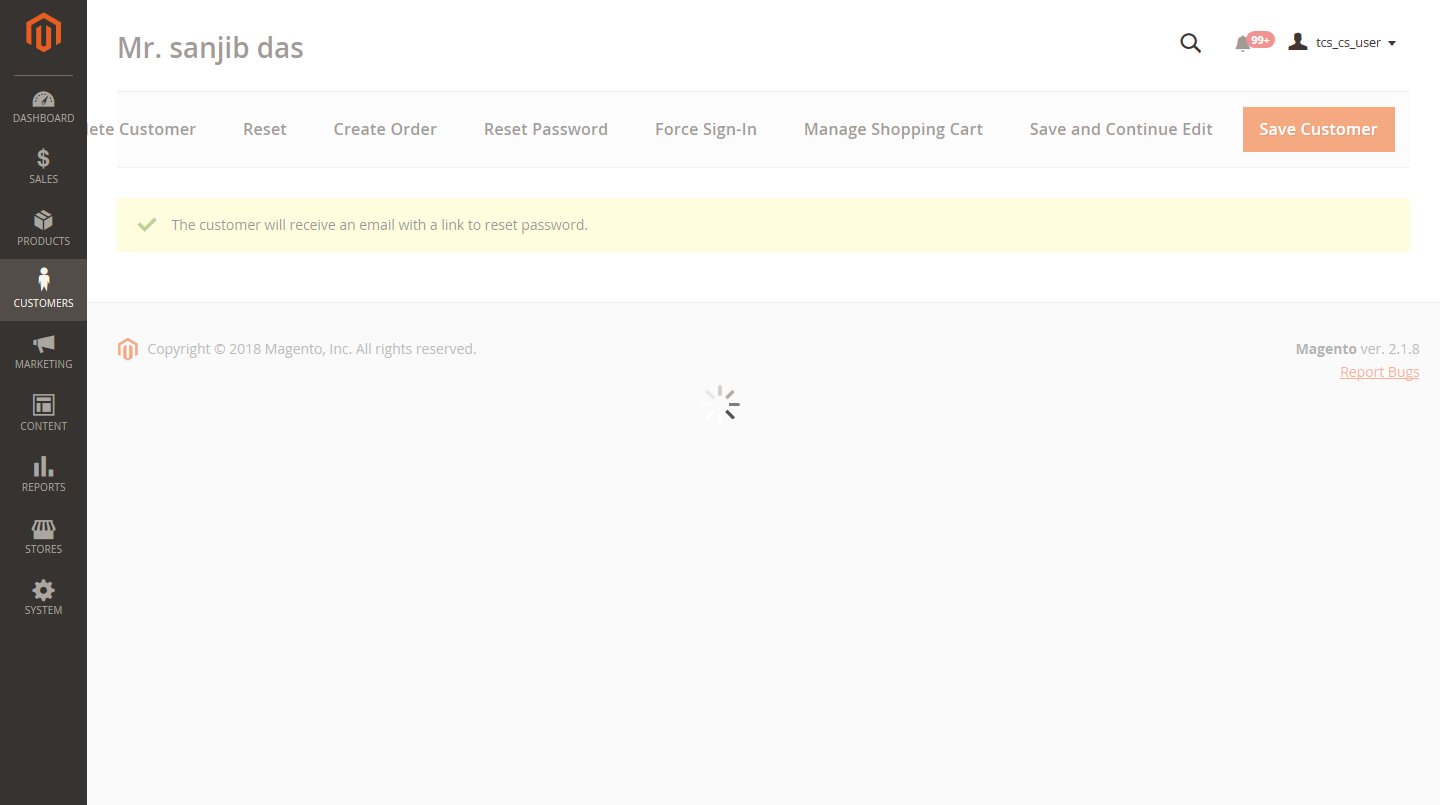 Mr. sanjib das
99+
tcs_cs_user
DASHBOARD
SALES
PRODUCTS
CUSTOMERS
MARKETING
CONTENT
REPORTS
STORES
SYSTEM
lete Customer
Reset
Create Order
Reset Password
Force Sign-In
Manage Shopping Cart
Save and Continue Edit
Save Customer
The customer will receive an email with a link to reset password.
Copyright © 2018 Magento, Inc. All rights reserved.
Magento ver. 2.1.8
Report Bugs